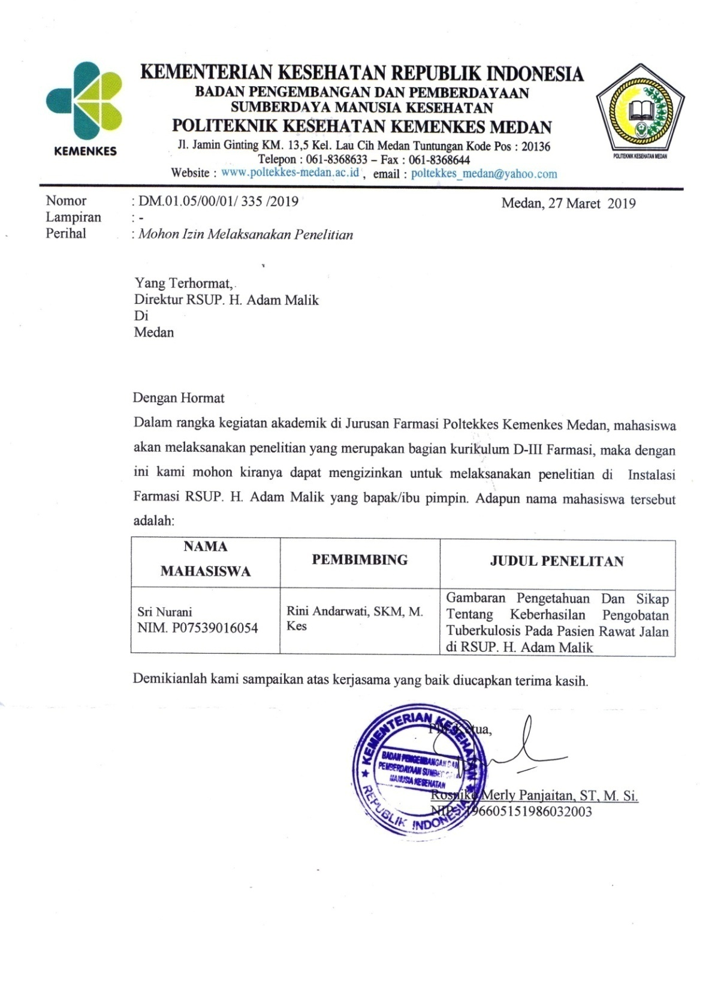 KEMENKES
KEMENTERIAN KESEHATAN REPUBLIK INDONESIA
BADAN PENGEMBANGAN DAN PEMBERDAYAAN
SUMBERDAYA MANUSIA KESEHATAN
POLITEKNIK KESEHATAN KEMENKES MEDAN
Jl. Jamin Ginting KM. 13,5 Kel. Lau Cih Medan Tuntungan Kode Pos : 20136
Telepon : 061-8368633 – Fax : 061-8368644
Website : www.poltekkes-medan.ac.id , email : poltekkes_medan@yahoo.com
POLITEKNIK KESEHATAN MEDAN
Nomor : DM.01.05/00/01/ 335 /2019 Medan, 27 Maret 2019
Lampiran : -
Perihal : Mohon Izin Melaksanakan Penelitian
Yang Terhormat,
Direktur RSUP. H. Adam Malik
Di
Medan
Dengan Hormat
Dalam rangka kegiatan akademik di Jurusan Farmasi Poltekkes Kemenkes Medan, mahasiswa
akan melaksanakan penelitian yang merupakan bagian kurikulum D-III Farmasi, maka dengan
ini kami mohon kiranya dapat mengizinkan untuk melaksanakan penelitian di Instalasi
Farmasi RSUP. H. Adam Malik yang bapak/ibu pimpin. Adapun nama mahasiswa tersebut
adalah:
NAMA
MAHASISWA
PEMBIMBING
JUDUL PENELITAN
Sri Nurani
NIM. P07539016054
Rini Andarwati, SKM, M.
Kes
Gambaran Pengetahuan Dan Sikap
Tentang Keberhasilan Pengobatan
Tuberkulosis Pada Pasien Rawat Jalan
di RSUP. H. Adam Malik
Demikianlah kami sampaikan atas kerjasama yang baik diucapkan terima kasih.
Ketua,
KEMENTERIAN KESEHATAN
BADAN PENGEMBANGAN DAN
PEMBERDAYAAN SUMBER
MANUSIA KESEHATAN
REPUBLIK INDONESIA
Rosnike Merly Panjaitan, ST, M. Si.
NIP. 196605151986032003